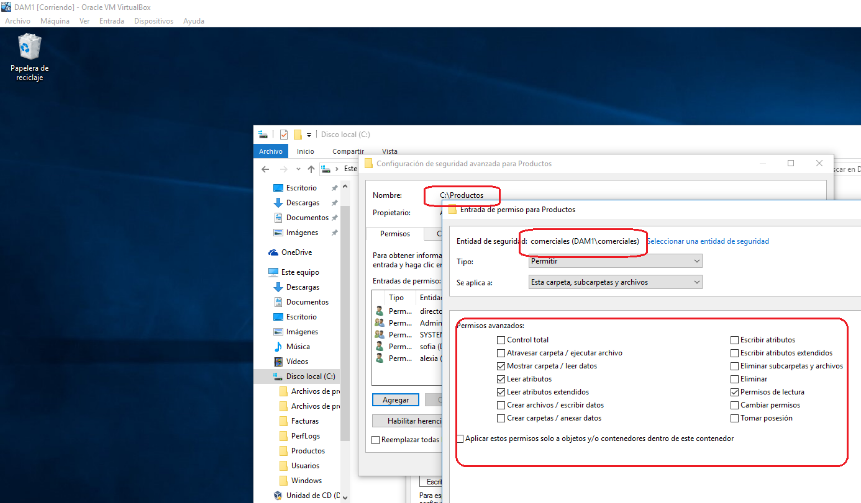 DAM1 [Corriendo] - Oracle VM VirtualBox
Archivo Máquina Ver Entrada Dispositivos Ayuda
Papelera de
reciclaje
Disco local (C:)
Archivo Inicio Compartir Vista
Este
Configuración de seguridad avanzada para Productos
Nombre: C:\Productos
Propietario:
Permisos
Para obtener informa
entrada y haga clic en
Entradas de permiso:
Tipo Entidad
Perm... directo
Perm... Admin
Perm... SYSTEM
Perm... sofia (
Perm... alexia (
Agregar
Habilitar herenci
Reemplazar todas
Escritorio
Descargas
Documentos
Imágenes
OneDrive
Este equipo
Descargas
Documentos
Escritorio
Imágenes
Música
Vídeos
Disco local (C:)
Archivos de pr
Archivos de pr
Facturas
PerfLogs
Productos
Usuarios
Windows
Unidad de CD (D
Entrada de permiso para Productos
Entidad de seguridad: comerciales (DAM1\comerciales) Seleccionar una entidad de seguridad
Tipo: Permitir
Se aplica a: Esta carpeta, subcarpetas y archivos
Permisos avanzados:
Control total
Atravesar carpeta / ejecutar archivo
Mostrar carpeta / leer datos
Leer atributos
Leer atributos extendidos
Crear archivos / escribir datos
Crear carpetas / anexar datos
Escribir atributos
Escribir atributos extendidos
Eliminar subcarpetas y archivos
Eliminar
Permisos de lectura
Cambiar permisos
Tomar posesión
Aplicar estos permisos solo a objetos y/o contenedores dentro de este contenedor
Escrit
Para es